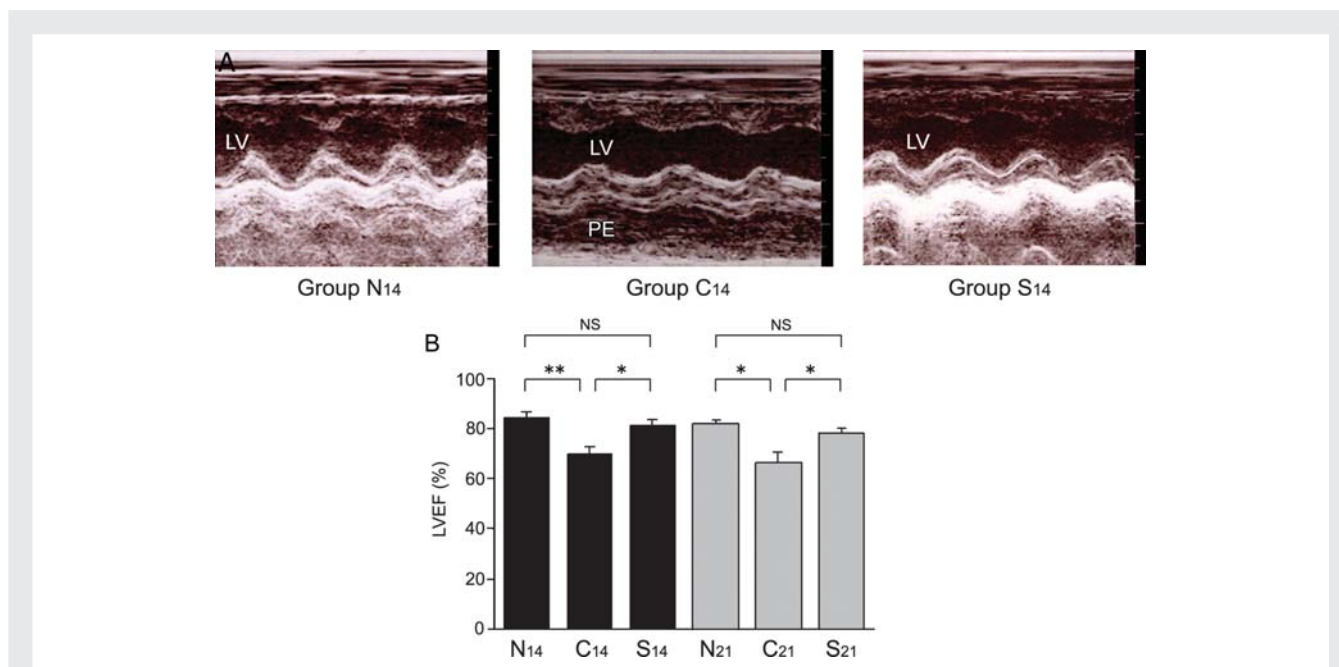 A
LV
LV
PE
LV
Group N14
Group C14
Group S14
B
NS
NS
**
*
*
*
100
80
60
40
20
0
LVEF (%)
N14
C14
S14
N21
C21
S21